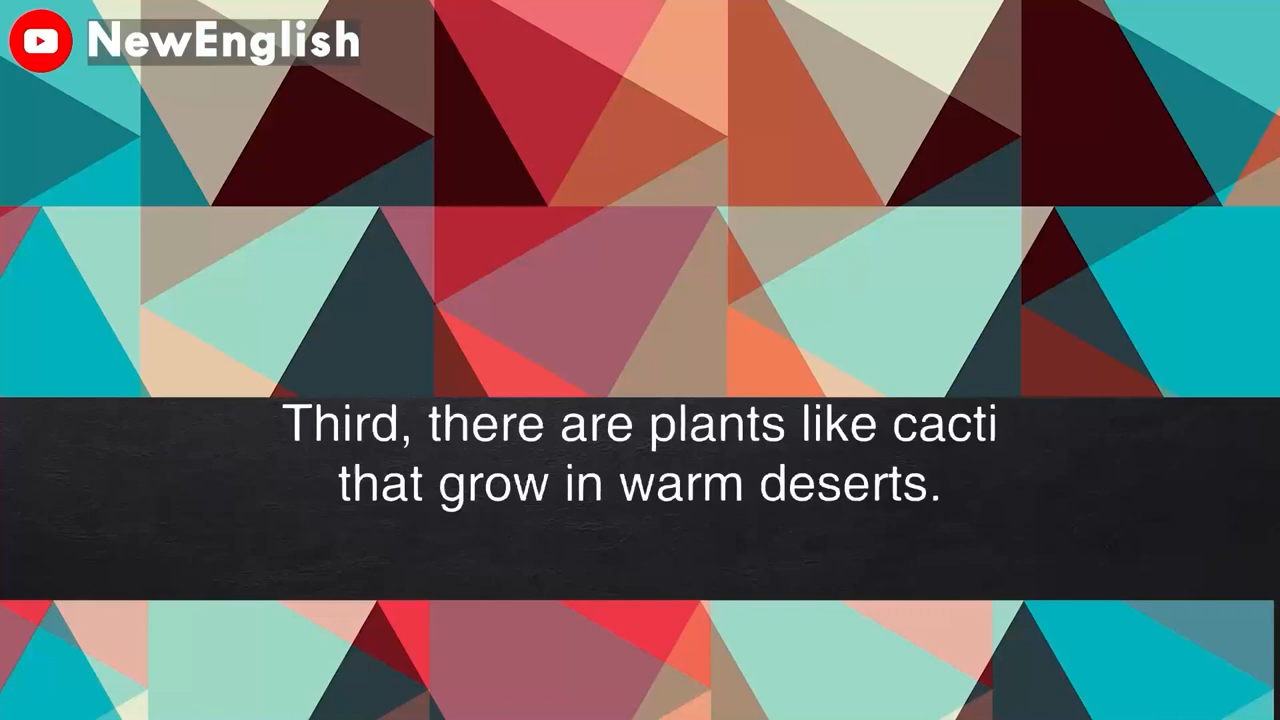 NewEnglish
Third, there are plants like cacti
that grow in warm deserts.